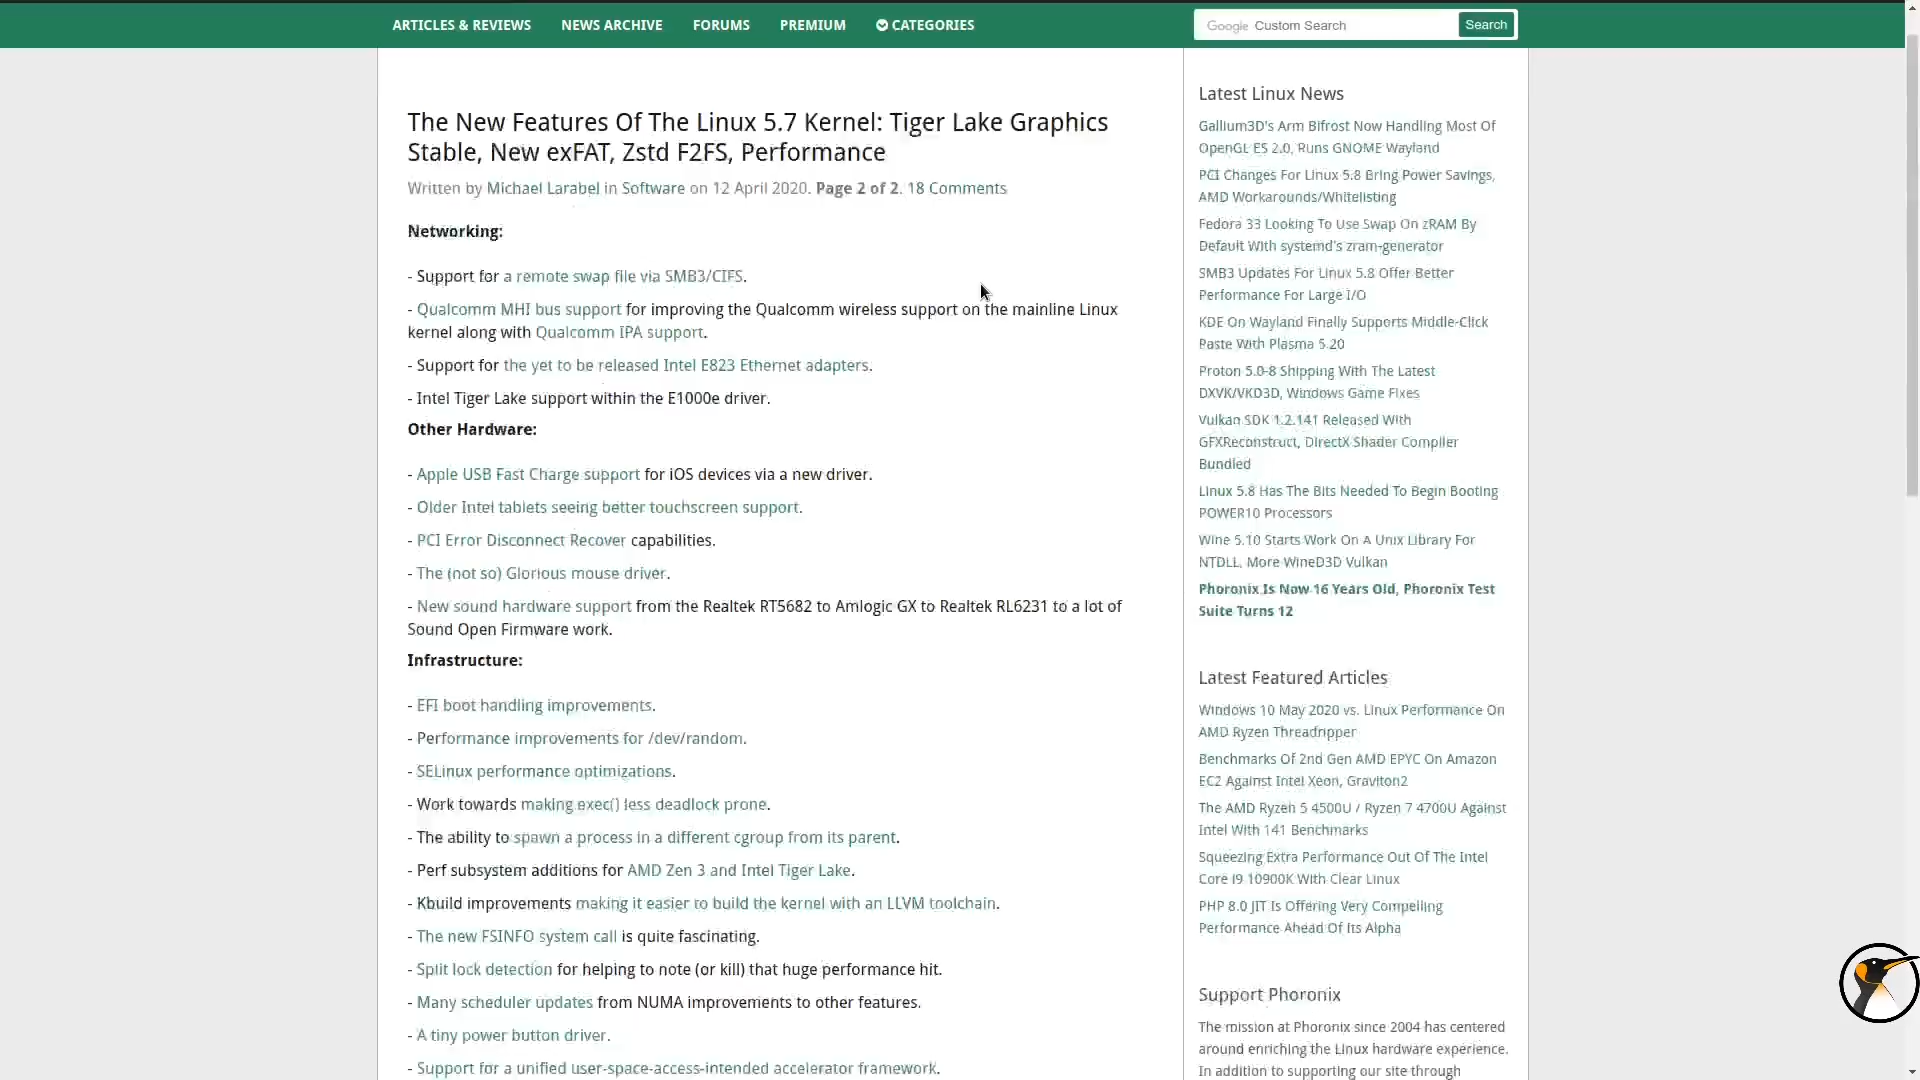 ARTICLES & REVIEWS NEWS ARCHIVE FORUMS PREMIUM CATEGORIES
Google Custom Search Search
The New Features Of The Linux 5.7 Kernel: Tiger Lake Graphics
Stable, New exFAT, Zstd F2FS, Performance
Written by Michael Larabel in Software on 12 April 2020. Page 2 of 2. 18 Comments
Networking:
- Support for a remote swap file via SMB3/CIFS.
- Qualcomm MHI bus support for improving the Qualcomm wireless support on the mainline Linux
kernel along with Qualcomm IPA support.
- Support for the yet to be released Intel E823 Ethernet adapters.
- Intel Tiger Lake support within the E1000e driver.
Other Hardware:
- Apple USB Fast Charge support for iOS devices via a new driver.
- Older Intel tablets seeing better touchscreen support.
- PCI Error Disconnect Recover capabilities.
- The (not so) Glorious mouse driver.
- New sound hardware support from the Realtek RT5682 to Amlogic GX to Realtek RL6231 to a lot of
Sound Open Firmware work.
Infrastructure:
- EFI boot handling improvements.
- Performance improvements for /dev/random.
- SELinux performance optimizations.
- Work towards making exec() less deadlock prone.
- The ability to spawn a process in a different cgroup from its parent.
- Perf subsystem additions for AMD Zen 3 and Intel Tiger Lake.
- Kbuild improvements making it easier to build the kernel with an LLVM toolchain.
- The new FSINFO system call is quite fascinating.
- Split lock detection for helping to note (or kill) that huge performance hit.
- Many scheduler updates from NUMA improvements to other features.
- A tiny power button driver.
- Support for a unified user-space-access-intended accelerator framework.
Latest Linux News
Gallium3D's Arm Bifrost Now Handling Most Of
OpenGL ES 2.0, Runs GNOME Wayland
PCI Changes For Linux 5.8 Bring Power Savings,
AMD Workarounds/Whitelisting
Fedora 33 Looking To Use Swap On zRAM By
Default With systemd's zram-generator
SMB3 Updates For Linux 5.8 Offer Better
Performance For Large I/O
KDE On Wayland Finally Supports Middle-Click
Paste With Plasma 5.20
Proton 5.0-8 Shipping With The Latest
DXVK/VKD3D, Windows Game Fixes
Vulkan SDK 1.2.141 Released With
GFXReconstruct, DirectX Shader Compiler
Bundled
Linux 5.8 Has The Bits Needed To Begin Booting
POWER10 Processors
Wine 5.10 Starts Work On A Unix Library For
NTDLL, More WineD3D Vulkan
Phoronix Is Now 16 Years Old, Phoronix Test
Suite Turns 12
Latest Featured Articles
Windows 10 May 2020 vs. Linux Performance On
AMD Ryzen Threadripper
Benchmarks Of 2nd Gen AMD EPYC On Amazon
EC2 Against Intel Xeon, Graviton2
The AMD Ryzen 5 4500U / Ryzen 7 4700U Against
Intel With 141 Benchmarks
Squeezing Extra Performance Out Of The Intel
Core i9 10900K With Clear Linux
PHP 8.0 JIT Is Offering Very Compelling
Performance Ahead Of Its Alpha
Support Phoronix
The mission at Phoronix since 2004 has centered
around enriching the Linux hardware experience.
In addition to supporting our site through